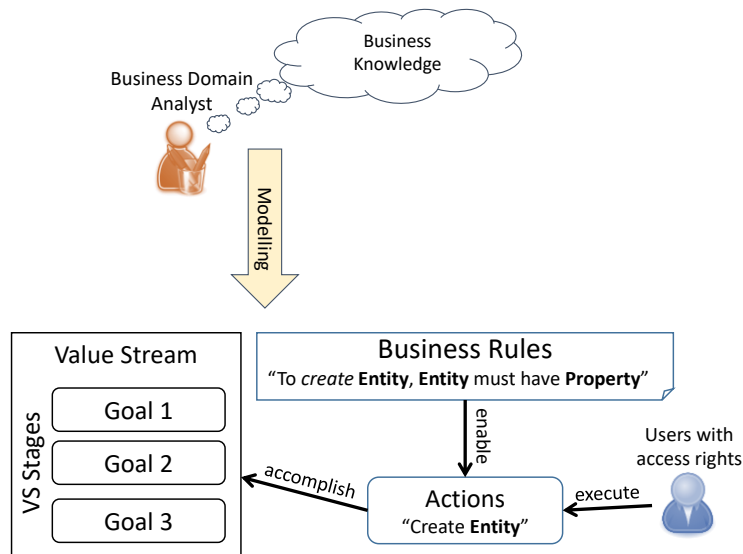 Business
Knowledge
Business Domain
Analyst
Modelling
Value Stream
VS Stages
Goal 1
Goal 2
Goal 3
Business Rules
“To create Entity, Entity must have Property”
enable
accomplish
Actions
“Create Entity”
execute
Users with
access rights